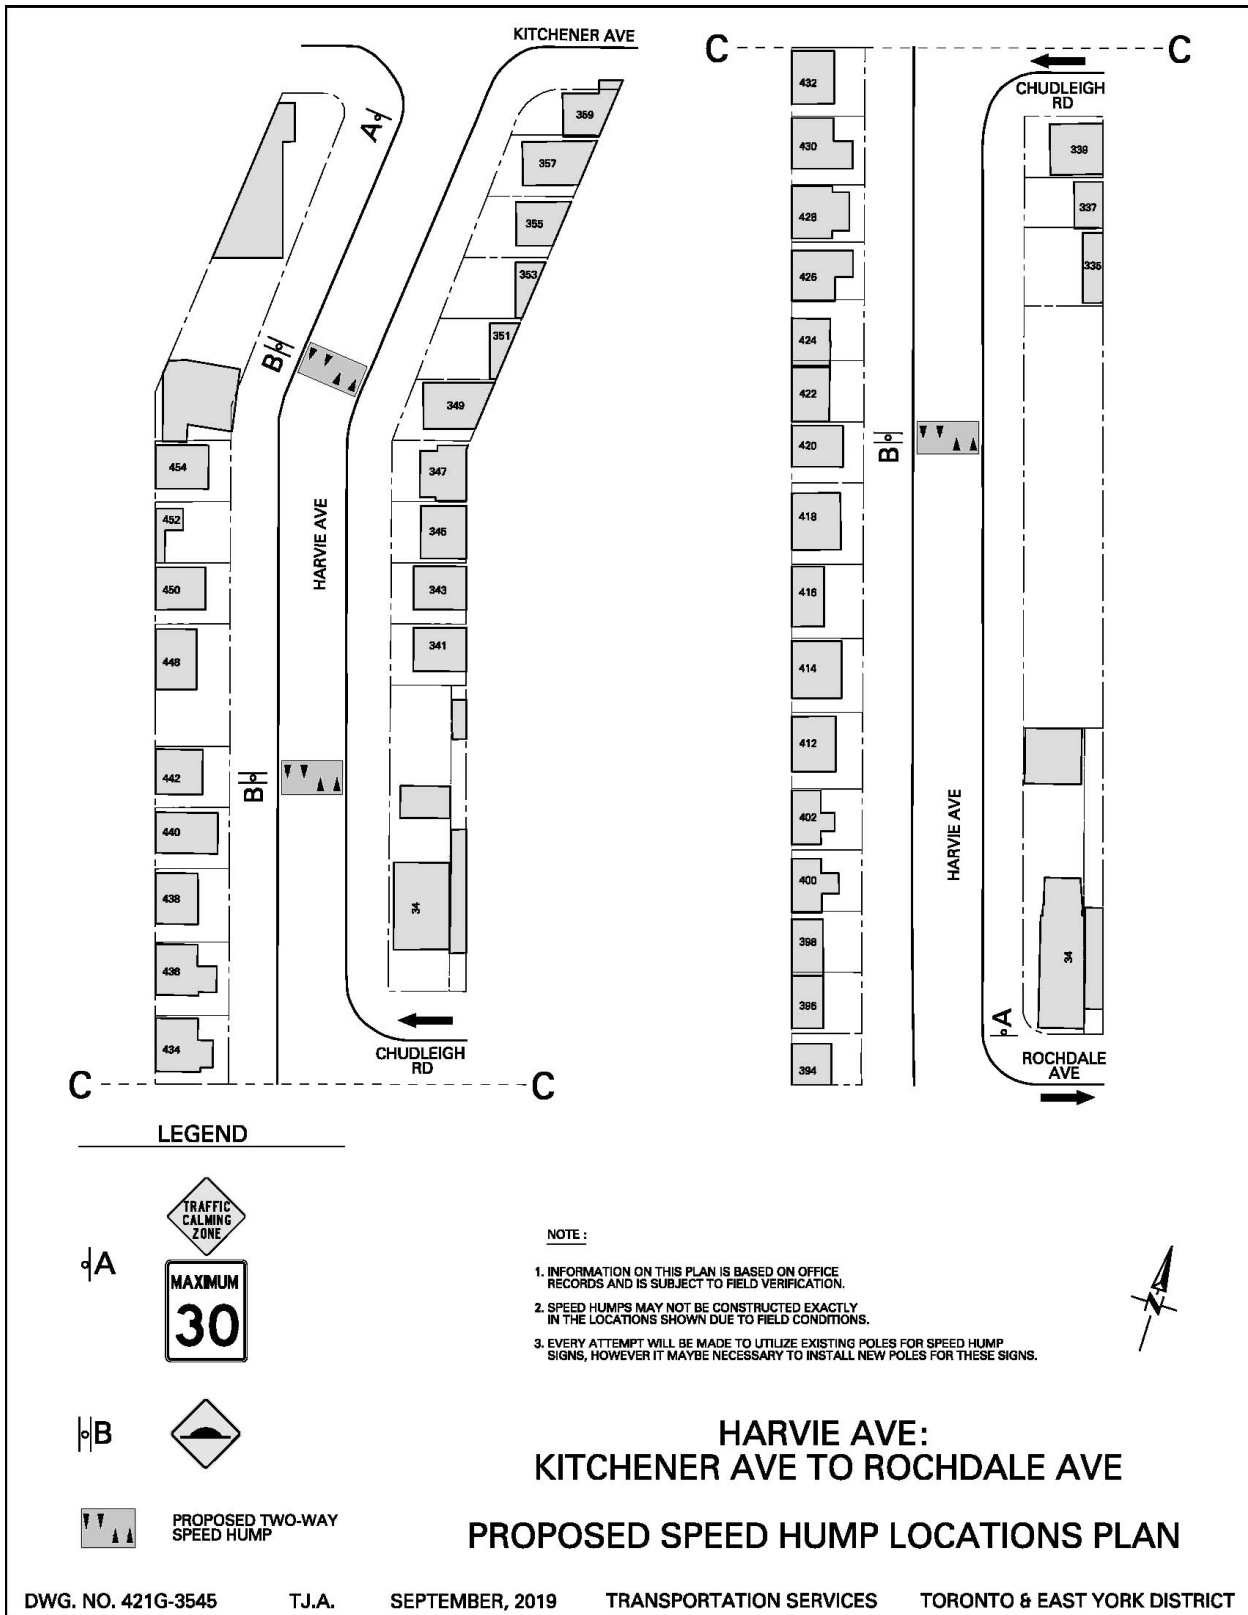 KITCHENER AVE
A
359
357
355
353
351
349
B
454
452
450
448
442
440
438
436
434
347
345
343
341
34
HARVIE AVE
B
CHUDLEIGH
RD
C
C
C
C
CHUDLEIGH
RD
432
430
428
426
424
422
420
418
416
414
412
402
400
398
396
394
B
339
337
335
34
HARVIE AVE
A
ROCHDALE
AVE
LEGEND
A
TRAFFIC
CALMING
ZONE
MAXIMUM
30
B
PROPOSED TWO-WAY
SPEED HUMP
NOTE :
1. INFORMATION ON THIS PLAN IS BASED ON OFFICE
RECORDS AND IS SUBJECT TO FIELD VERIFICATION.
2. SPEED HUMPS MAY NOT BE CONSTRUCTED EXACTLY
IN THE LOCATIONS SHOWN DUE TO FIELD CONDITIONS.
3. EVERY ATTEMPT WILL BE MADE TO UTILIZE EXISTING POLES FOR SPEED HUMP
SIGNS, HOWEVER IT MAYBE NECESSARY TO INSTALL NEW POLES FOR THESE SIGNS.
N
HARVIE AVE:
KITCHENER AVE TO ROCHDALE AVE
PROPOSED SPEED HUMP LOCATIONS PLAN
DWG. NO. 421G-3545 T.J.A. SEPTEMBER, 2019 TRANSPORTATION SERVICES TORONTO & EAST YORK DISTRICT